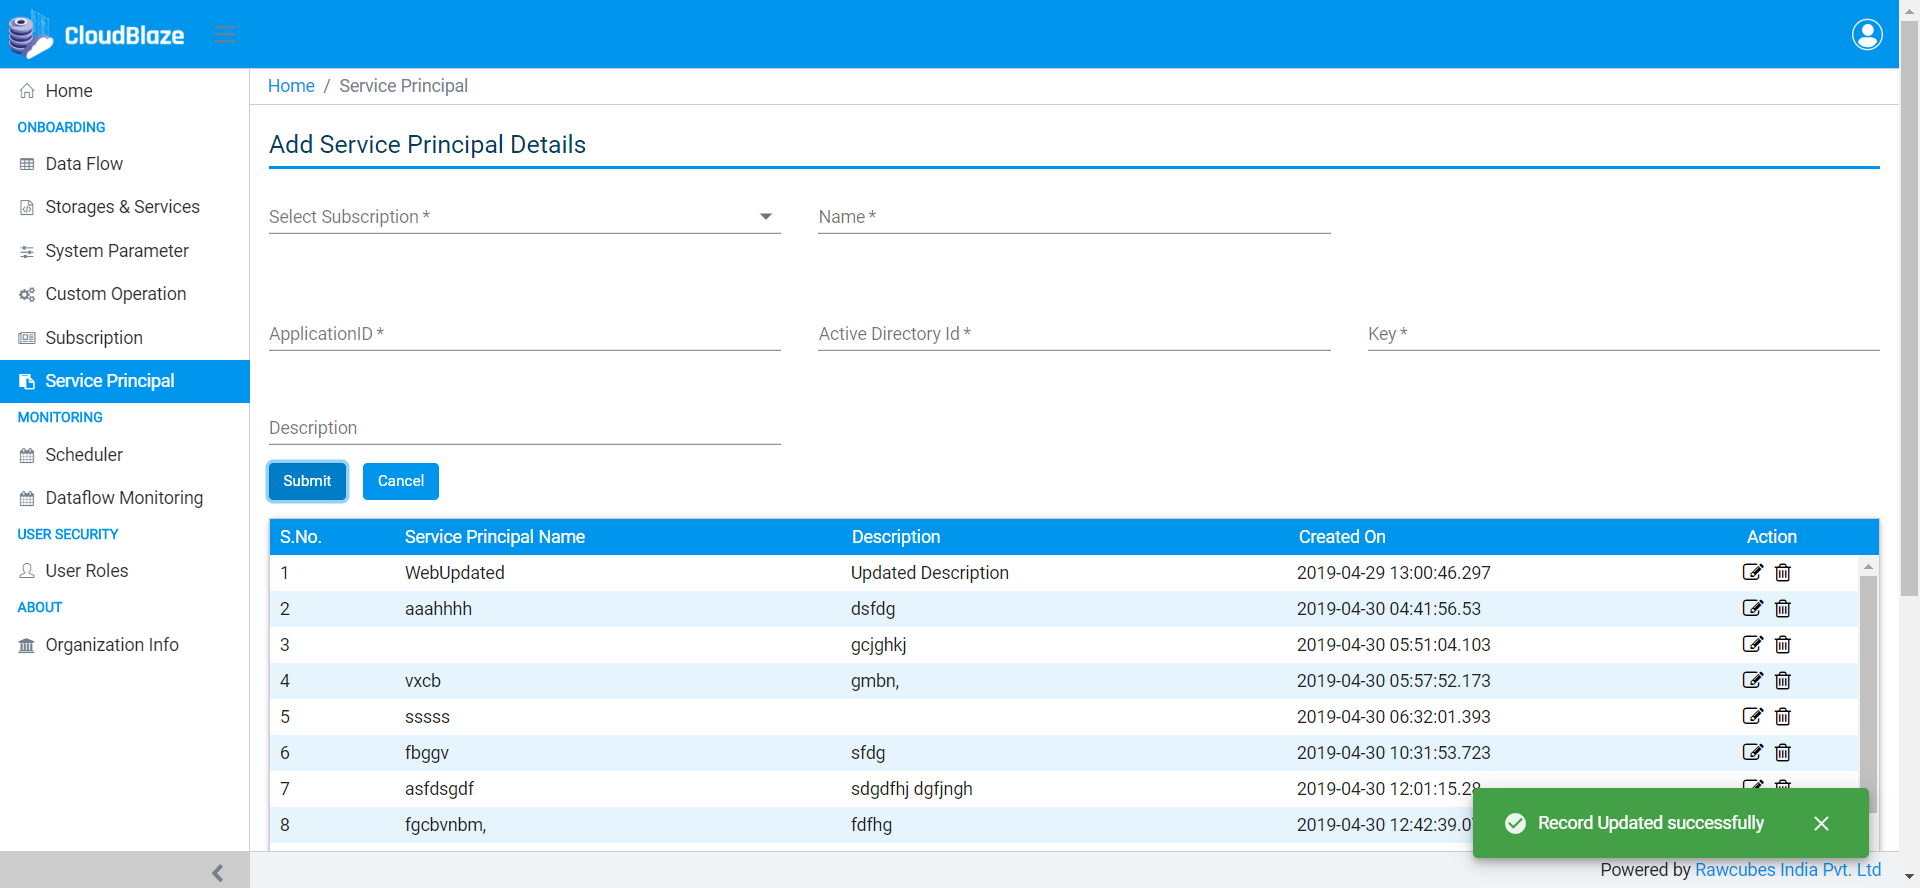 CloudBlaze
Home
ONBOARDING
Data Flow
Storages & Services
System Parameter
Custom Operation
Subscription
Service Principal
MONITORING
Scheduler
Dataflow Monitoring
USER SECURITY
User Roles
ABOUT
Organization Info
Home / Service Principal
Add Service Principal Details
Select Subscription *
Name *
ApplicationID *
Active Directory Id *
Key *
Description
Submit Cancel
S.No. Service Principal Name Description Created On Action
1 WebUpdated Updated Description 2019-04-29 13:00:46.297
2 aaahhhh dsfdg 2019-04-30 04:41:56.53
3 gcjghkj 2019-04-30 05:51:04.103
4 vxcb gmbn, 2019-04-30 05:57:52.173
5 sssss 2019-04-30 06:32:01.393
6 fbggv sfdg 2019-04-30 10:31:53.723
7 asfdsgdf sdgdfhj dgfjngh 2019-04-30 12:01:15.28
8 fgcbvnbm, fdfhg 2019-04-30 12:42:39.0
Record Updated successfully
Powered by Rawcubes India Pvt. Ltd